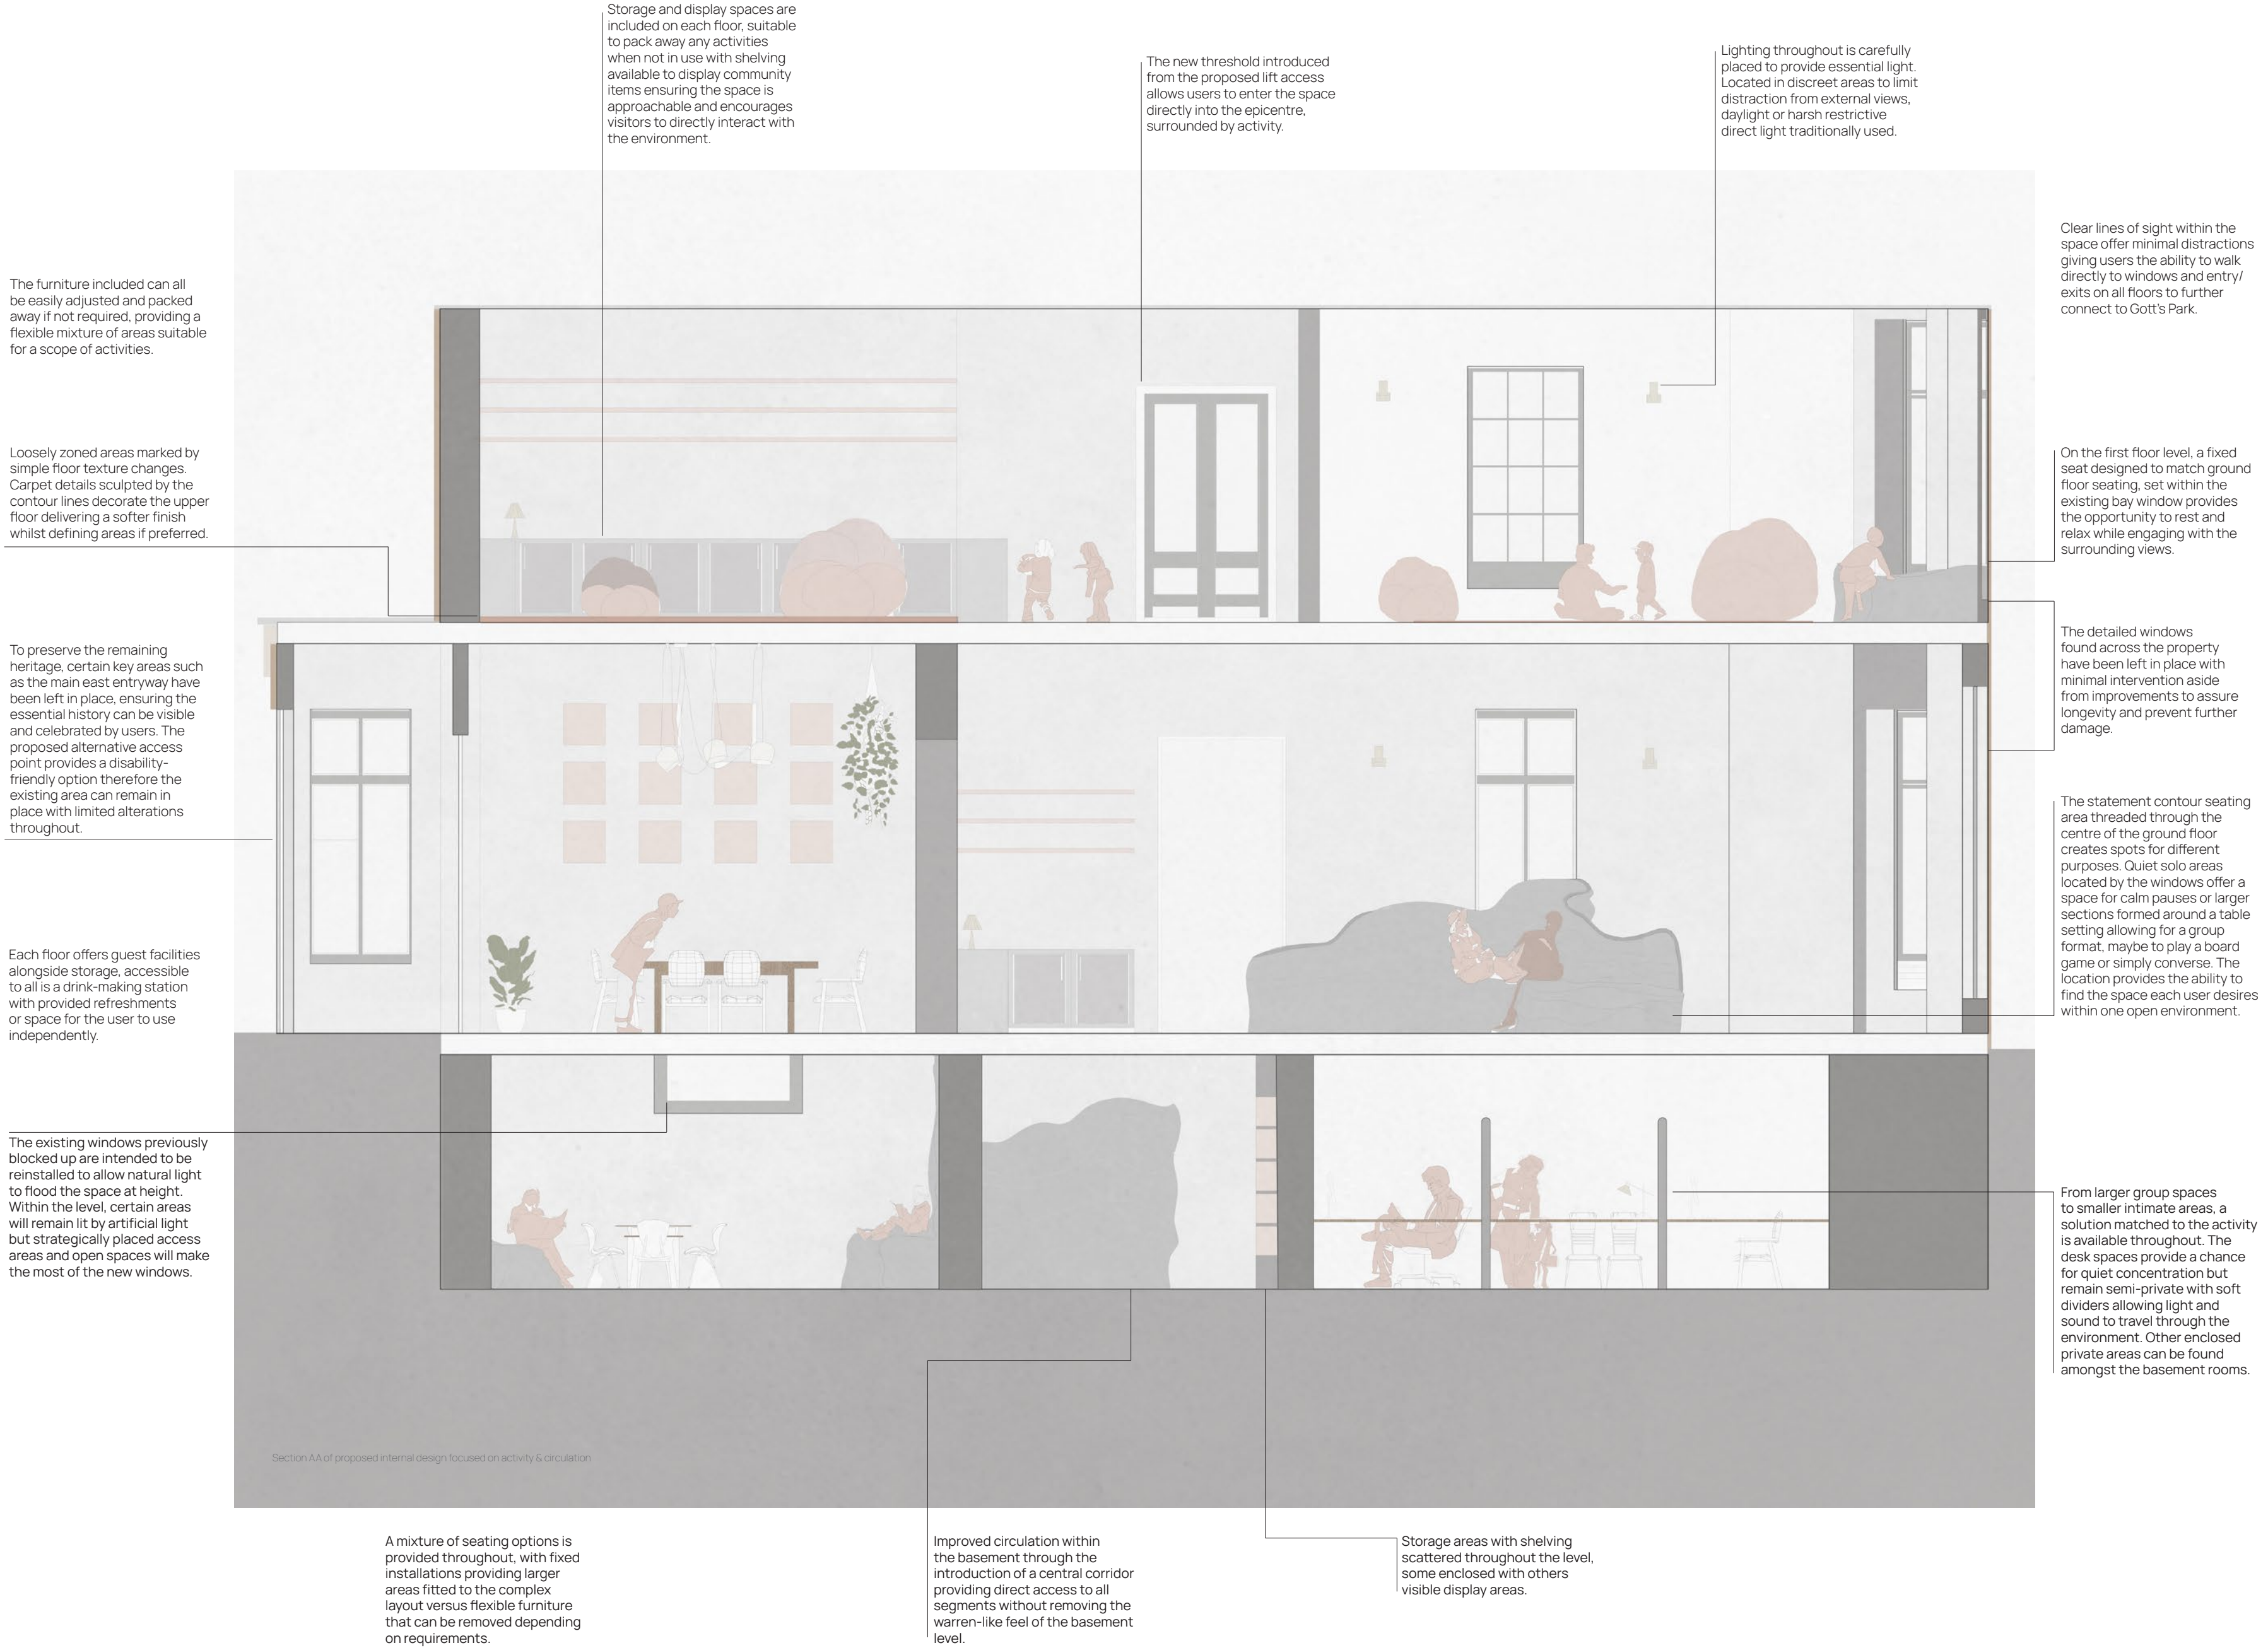 Storage and display spaces are
included on each floor, suitable
to pack away any activities
when not in use with shelving
available to display community
items ensuring the space is
approachable and encourages
visitors to directly interact with
the environment.
The new threshold introduced
from the proposed lift access
allows users to enter the space
directly into the epicentre,
surrounded by activity.
Lighting throughout is carefully
placed to provide essential light.
Located in discreet areas to limit
distraction from external views,
daylight or harsh restrictive
direct light traditionally used.
The furniture included can all
be easily adjusted and packed
away if not required, providing a
flexible mixture of areas suitable
for a scope of activities.
Loosely zoned areas marked by
simple floor texture changes.
Carpet details sculpted by the
contour lines decorate the upper
floor delivering a softer finish
whilst defining areas if preferred.
To preserve the remaining
heritage, certain key areas such
as the main east entryway have
been left in place, ensuring the
essential history can be visible
and celebrated by users. The
proposed alternative access
point provides a disability-
friendly option therefore the
existing area can remain in
place with limited alterations
throughout.
Each floor offers guest facilities
alongside storage, accessible
to all is a drink-making station
with provided refreshments
or space for the user to use
independently.
The existing windows previously
blocked up are intended to be
reinstalled to allow natural light
to flood the space at height.
Within the level, certain areas
will remain lit by artificial light
but strategically placed access
areas and open spaces will make
the most of the new windows.
Clear lines of sight within the
space offer minimal distractions
giving users the ability to walk
directly to windows and entry/
exits on all floors to further
connect to Gott's Park.
On the first floor level, a fixed
seat designed to match ground
floor seating, set within the
existing bay window provides
the opportunity to rest and
relax while engaging with the
surrounding views.
The detailed windows
found across the property
have been left in place with
minimal intervention aside
from improvements to assure
longevity and prevent further
damage.
The statement contour seating
area threaded through the
centre of the ground floor
creates spots for different
purposes. Quiet solo areas
located by the windows offer a
space for calm pauses or larger
sections formed around a table
setting allowing for a group
format, maybe to play a board
game or simply converse. The
location provides the ability to
find the space each user desires
within one open environment.
From larger group spaces
to smaller intimate areas, a
solution matched to the activity
is available throughout. The
desk spaces provide a chance
for quiet concentration but
remain semi-private with soft
dividers allowing light and
sound to travel through the
environment. Other enclosed
private areas can be found
amongst the basement rooms.
Section AA of proposed internal design focused on activity & circulation
A mixture of seating options is
provided throughout, with fixed
installations providing larger
areas fitted to the complex
layout versus flexible furniture
that can be removed depending
on requirements.
Improved circulation within
the basement through the
introduction of a central corridor
providing direct access to all
segments without removing the
warren-like feel of the basement
level.
Storage areas with shelving
scattered throughout the level,
some enclosed with others
visible display areas.